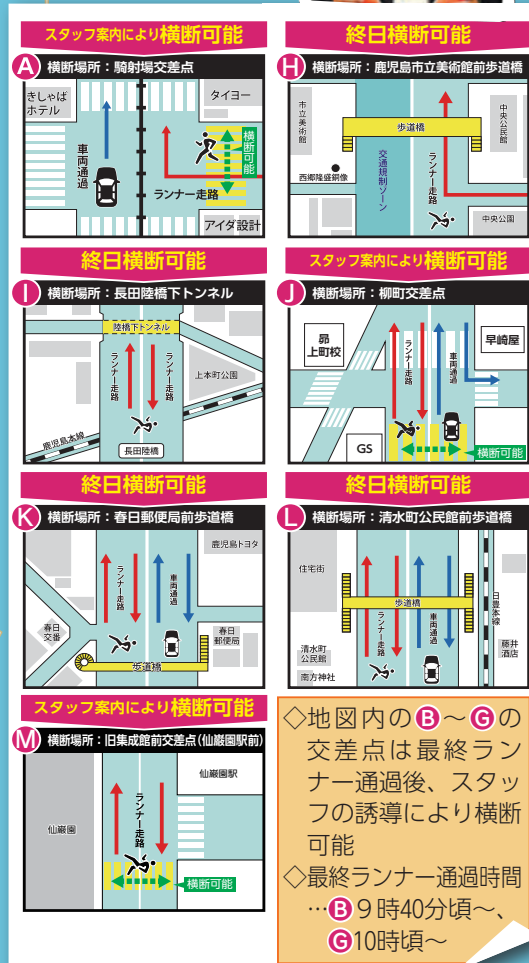 スタッフ案内により横断可能
A 横断場所：騎射場交差点
きしゃば
ホテル
タイヨー
車両通過
横断可能
ランナー走路
アイダ設計
終日横断可能
H 横断場所：鹿児島市立美術館前歩道橋
市立美術館
中央公民館
歩道橋
西郷隆盛銅像
交通規制ゾーン
ランナー走路
中央公園
終日横断可能
I 横断場所：長田陸橋下トンネル
陸橋下トンネル
ランナー走路
ランナー走路
上本町公園
鹿児島本線
長田陸橋
スタッフ案内により横断可能
J 横断場所：柳町交差点
昴
上町校
ランナー走路
車両通過
早崎屋
GS
横断可能
終日横断可能
K 横断場所：春日郵便局前歩道橋
鹿児島トヨタ
ランナー走路
車両通過
春日
交番
春日
郵便局
歩道橋
終日横断可能
L 横断場所：清水町公民館前歩道橋
住宅街
歩道橋
ランナー走路
車両通過
日豊本線
清水町
公民館
南方神社
藤井
酒店
スタッフ案内により横断可能
M 横断場所：旧集成館前交差点(仙巌園駅前)
仙巌園駅
ランナー走路
仙巌園
横断可能
◇地図内のB～Gの
交差点は最終ラン
ナー通過後、スタッ
フの誘導により横断
可能
◇最終ランナー通過時間
…B9時40分頃～、
G10時頃～